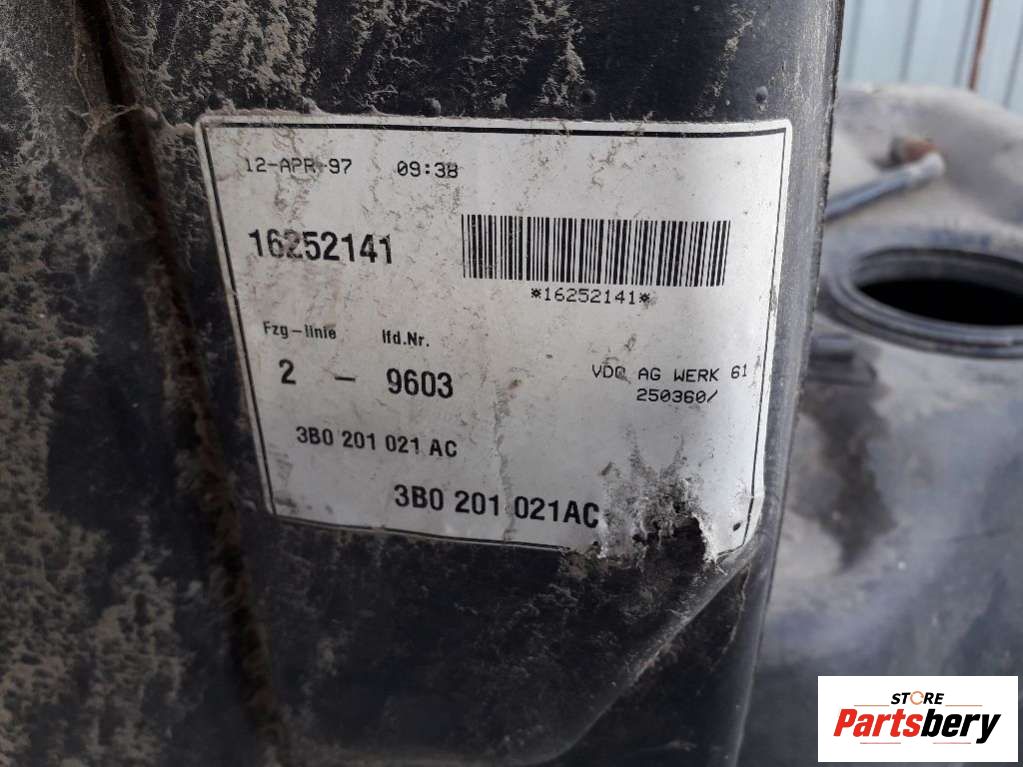 12-APR-97 09:38
16252141
*16252141*
Fzg-linie lfd.Nr.
2 - 9603
VDO AG WERK 61
250360/
3B0 201 021 AC
3B0 201 021AC
STORE
Partsbery